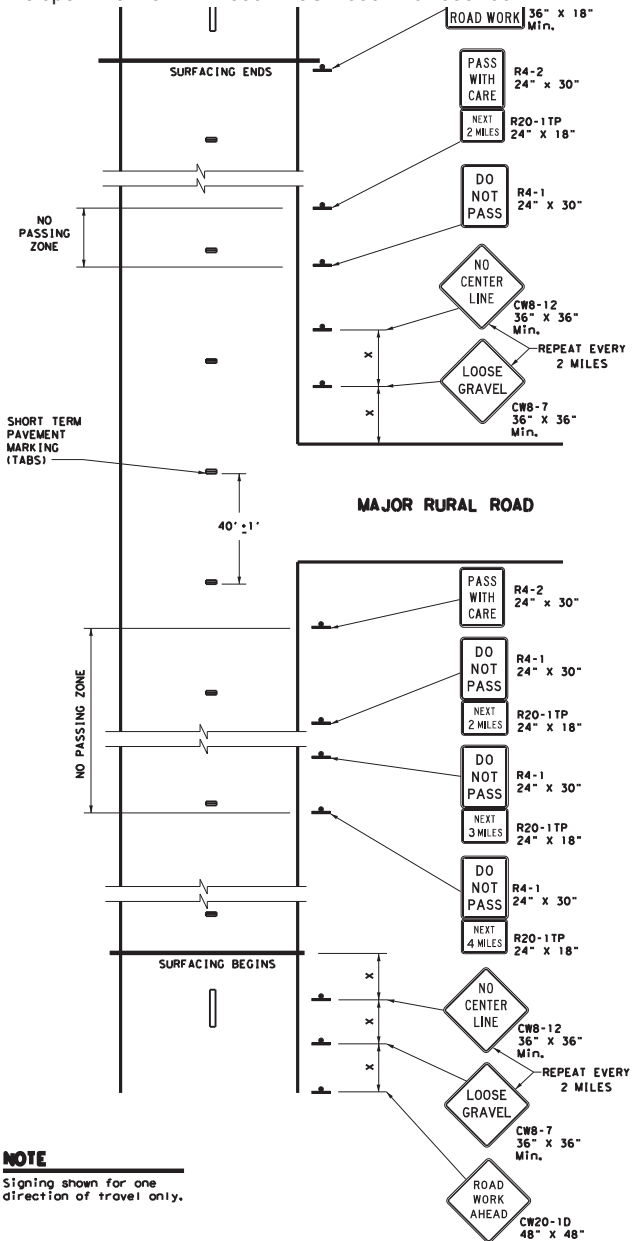 ROAD WORK
36" X 18"
Min.
SURFACING ENDS
PASS
WITH
CARE
R4-2
24" x 30"
NEXT
2 MILES
R20-1TP
24" X 18"
DO
NOT
PASS
R4-1
24" X 30"
NO
PASSING
ZONE
NO
CENTER
LINE
CW8-12
36" X 36"
Min.
REPEAT EVERY
2 MILES
x
LOOSE
GRAVEL
CW8-7
36" X 36"
Min.
x
SHORT TERM
PAVEMENT
MARKING
(TABS)
40' ±1'
MAJOR RURAL ROAD
PASS
WITH
CARE
R4-2
24" x 30"
NO PASSING ZONE
DO
NOT
PASS
R4-1
24" X 30"
NEXT
2 MILES
R20-1TP
24" X 18"
DO
NOT
PASS
R4-1
24" X 30"
NEXT
3 MILES
R20-1TP
24" X 18"
DO
NOT
PASS
R4-1
24" X 30"
NEXT
4 MILES
R20-1TP
24" X 18"
SURFACING BEGINS
x
NO
CENTER
LINE
CW8-12
36" X 36"
Min.
x
REPEAT EVERY
2 MILES
x
LOOSE
GRAVEL
CW8-7
36" X 36"
Min.
NOTE
Signing shown for one
direction of travel only.
ROAD
WORK
AHEAD
CW20-1D
48" X 48"